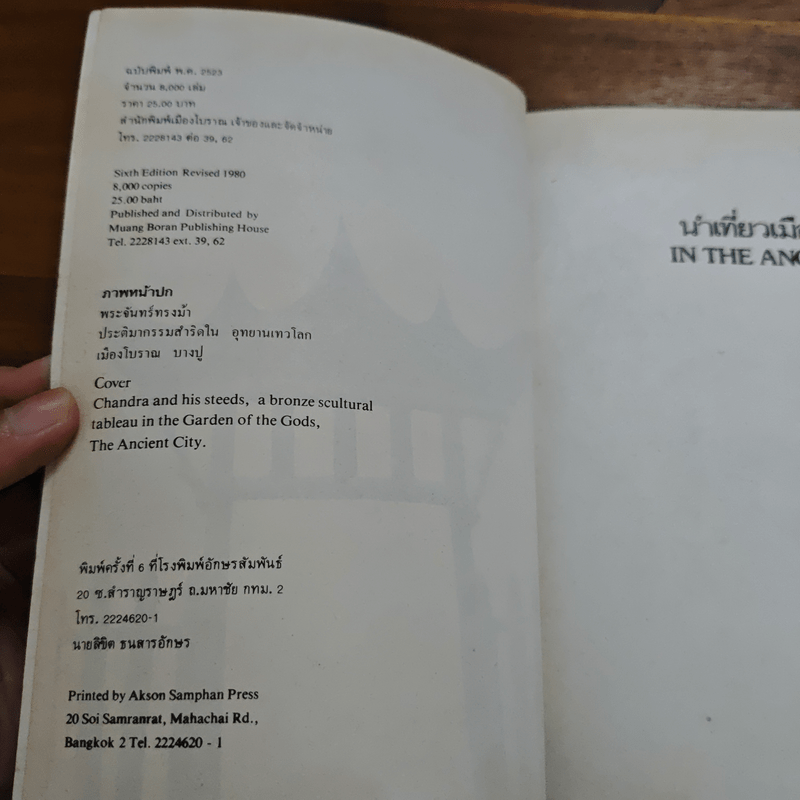 ฉบับพิมพ์ พ.ศ. 2523
จำนวน 8,000 เล่ม
ราคา 25.00 บาท
สำนักพิมพ์เมืองโบราณ เจ้าของและจัดจำหน่าย
โทร. 2228143 ต่อ 39, 62
Sixth Edition Revised 1980
8,000 copies
25.00 baht
Published and Distributed by
Muang Boran Publishing House
Tel. 2228143 ext. 39, 62
ภาพหน้าปก
พระจันทร์ทรงม้า
ประติมากรรมสำริดใน อุทยานเทวโลก
เมืองโบราณ บางปู
Cover
Chandra and his steeds, a bronze scultural
tableau in the Garden of the Gods,
The Ancient City.
พิมพ์ครั้งที่ 6 ที่โรงพิมพ์อักษรสัมพันธ์
20 ซ.สำราญราษฎร์ ถ.มหาชัย กทม. 2
โทร. 2224620-1
นายลิขิต ธนสารอักษร
Printed by Akson Samphan Press
20 Soi Samranrat, Mahachai Rd.,
Bangkok 2 Tel. 2224620 - 1
นำเที่ยวเมือ
IN THE ANC